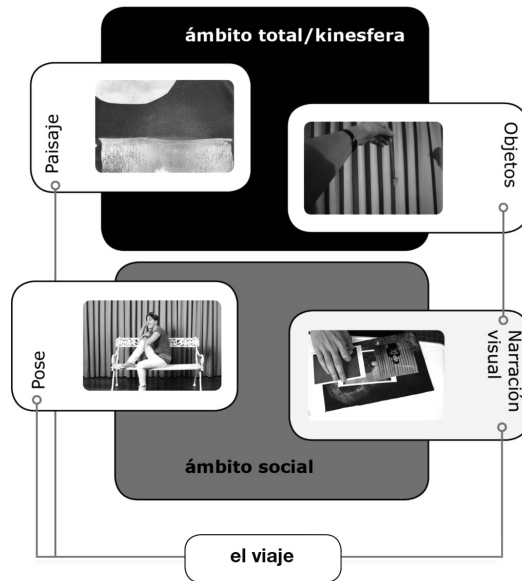 ámbito total/kinesfera
Paisaje
Objetos
Pose
Narración
visual
ámbito social
el viaje